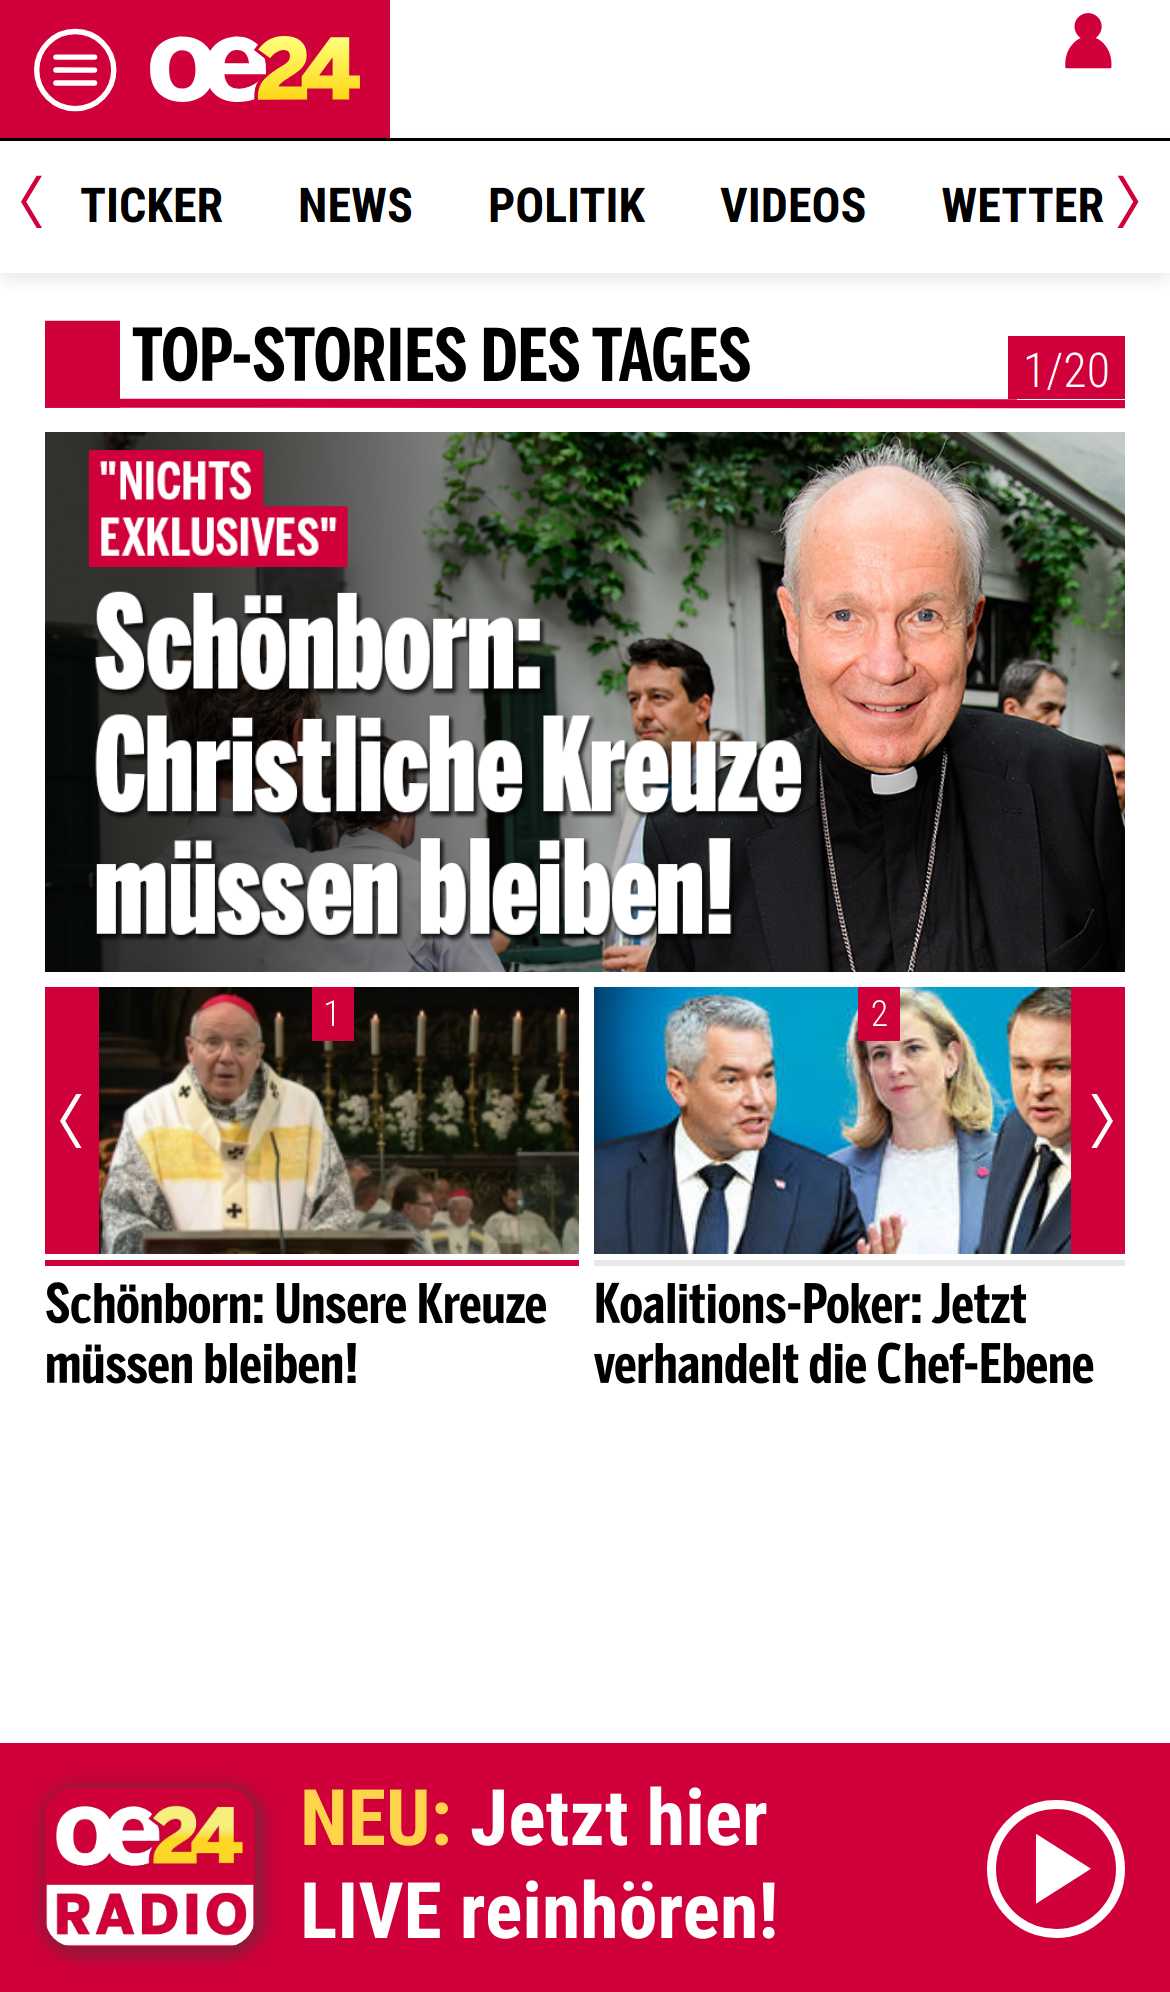 oe24
TICKER NEWS POLITIK VIDEOS WETTER
TOP-STORIES DES TAGES
1/20
"NICHTS
EXKLUSIVES"
Schönborn:
Christliche Kreuze
müssen bleiben!
1
2
Schönborn: Unsere Kreuze
müssen bleiben!
Koalitions-Poker: Jetzt
verhandelt die Chef-Ebene
oe24
RADIO
NEU: Jetzt hier
LIVE reinhören!